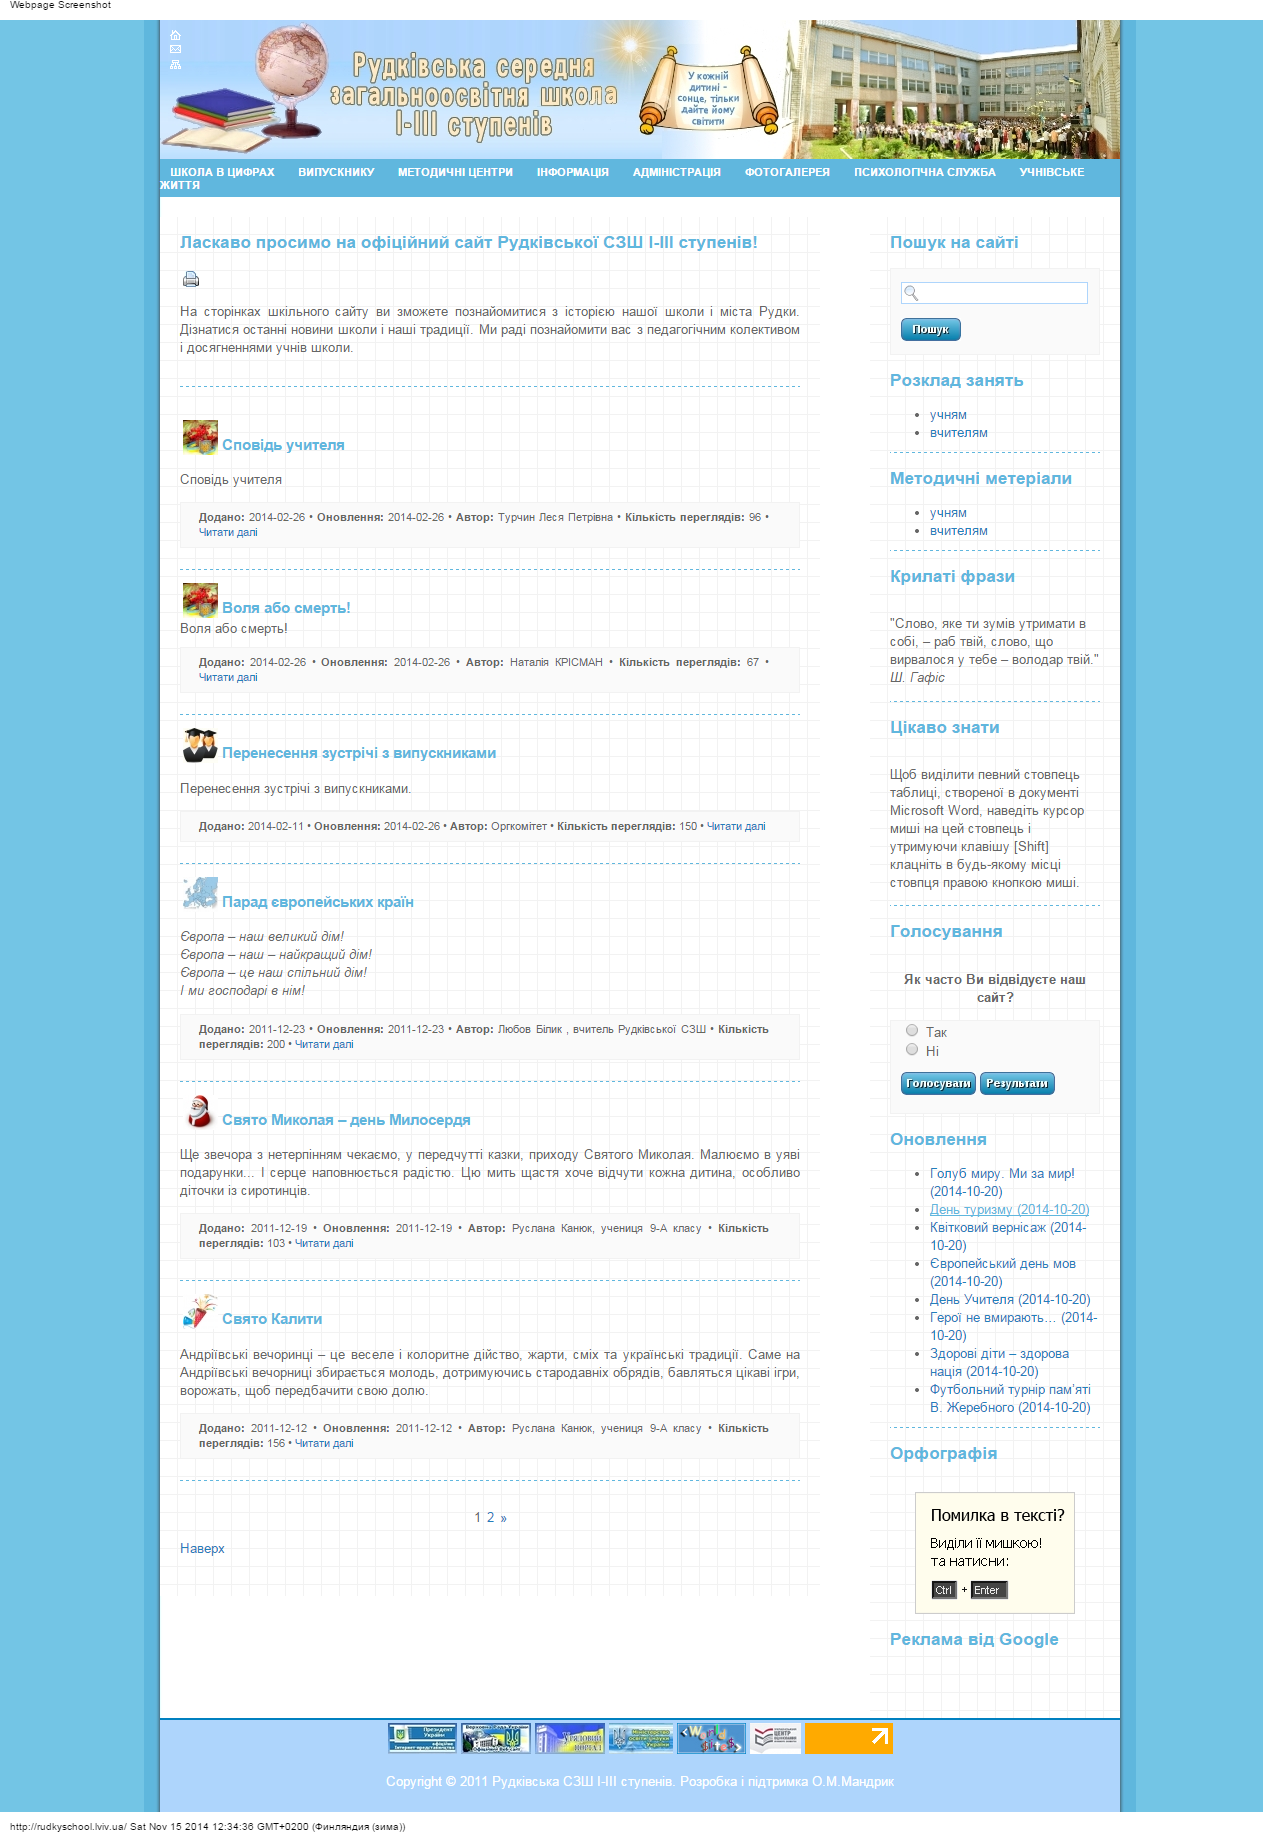 Webpage Screenshot
Рудківська середня
загальноосвітня школа
І-ІІІ ступенів
У кожній
дитині -
сонце, тільки
дайте йому
світити
ШКОЛА В ЦИФРАХ ВИПУСКНИКУ МЕТОДИЧНІ ЦЕНТРИ ІНФОРМАЦІЯ АДМІНІСТРАЦІЯ ФОТОГАЛЕРЕЯ ПСИХОЛОГІЧНА СЛУЖБА УЧНІВСЬКЕ
ЖИТТЯ
Ласкаво просимо на офіційний сайт Рудківської СЗШ І-ІІІ ступенів!
На сторінках шкільного сайту ви зможете познайомитися з історією нашої школи і міста Рудки.
Дізнатися останні новини школи і наші традиції. Ми раді познайомити вас з педагогічним колективом
і досягненнями учнів школи.
Сповідь учителя
Сповідь учителя
Додано: 2014-02-26 • Оновлення: 2014-02-26 • Автор: Турчин Леся Петрівна • Кількість переглядів: 96 •
Читати далі
Воля або смерть!
Воля або смерть!
Додано: 2014-02-26 • Оновлення: 2014-02-26 • Автор: Наталія КРІСМАН • Кількість переглядів: 67 •
Читати далі
Перенесення зустрічі з випускниками
Перенесення зустрічі з випускниками.
Додано: 2014-02-11 • Оновлення: 2014-02-26 • Автор: Оргкомітет • Кількість переглядів: 150 • Читати далі
Парад європейських країн
Європа – наш великий дім!
Європа – наш – найкращий дім!
Європа – це наш спільний дім!
І ми господарі в нім!
Додано: 2011-12-23 • Оновлення: 2011-12-23 • Автор: Любов Білик , вчитель Рудківської СЗШ • Кількість
переглядів: 200 • Читати далі
Свято Миколая – день Милосердя
Ще звечора з нетерпінням чекаємо, у передчутті казки, приходу Святого Миколая. Малюємо в уяві
подарунки... І серце наповнюється радістю. Цю мить щастя хоче відчути кожна дитина, особливо
діточки із сиротинців.
Додано: 2011-12-19 • Оновлення: 2011-12-19 • Автор: Руслана Канюк, учениця 9-А класу • Кількість
переглядів: 103 • Читати далі
Свято Калити
Андріївські вечоринці – це веселе і колоритне дійство, жарти, сміх та українські традиції. Саме на
Андріївські вечорниці збирається молодь, дотримуючись стародавніх обрядів, бавляться цікаві ігри,
ворожать, щоб передбачити свою долю.
Додано: 2011-12-12 • Оновлення: 2011-12-12 • Автор: Руслана Канюк, учениця 9-А класу • Кількість
переглядів: 156 • Читати далі
1 2 »
Наверх
Пошук на сайті
Пошук
Розклад занять
учням
вчителям
Методичні метеріали
учням
вчителям
Крилаті фрази
"Слово, яке ти зумів утримати в
собі, – раб твій, слово, що
вирвалося у тебе – володар твій."
Ш. Гафіс
Цікаво знати
Щоб виділити певний стовпець
таблиці, створеної в документі
Microsoft Word, наведіть курсор
миші на цей стовпець і
утримуючи клавішу [Shift]
клацніть в будь-якому місці
стовпця правою кнопкою миші.
Голосування
Як часто Ви відвідуєте наш
сайт?
Так
Ні
Голосувати Результати
Оновлення
Голуб миру. Ми за мир!
(2014-10-20)
День туризму (2014-10-20)
Квітковий вернісаж (2014-
10-20)
Європейський день мов
(2014-10-20)
День Учителя (2014-10-20)
Герої не вмирають... (2014-
10-20)
Здорові діти – здорова
нація (2014-10-20)
Футбольний турнір пам'яті
В. Жеребного (2014-10-20)
Орфографія
Помилка в тексті?
Виділи її мишкою!
та натисни:
Ctrl + Enter
Реклама від Google
Президент
України
офіційне
інтернет-представництво
Верховна Рада України
Офіційний Веб-сайт
Урядовий
портал
Міністерство
освіти і науки
України
World
Sites
ЦЕНТР
Copyright © 2011 Рудківська СЗШ І-ІІІ ступенів. Розробка і підтримка О.М.Мандрик
http://rudkyschool.lviv.ua/ Sat Nov 15 2014 12:34:36 GMT+0200 (Финляндия (зима))